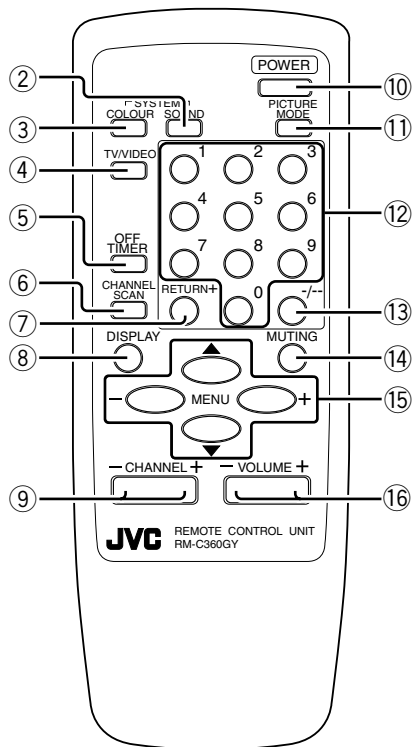 POWER
⑩
②
SYSTEM
COLOUR SOUND
PICTURE
MODE
③
⑪
④
TV/VIDEO
1 2 3
4 5 6
⑫
⑤
OFF
TIMER
7 8 9
⑥
CHANNEL
SCAN
RETURN+
0
-/--
⑬
⑦
⑧
DISPLAY
MUTING
⑭
▲
− MENU +
⑮
▼
− CHANNEL +
− VOLUME +
⑨
⑯
JVC
REMOTE CONTROL UNIT
RM-C360GY